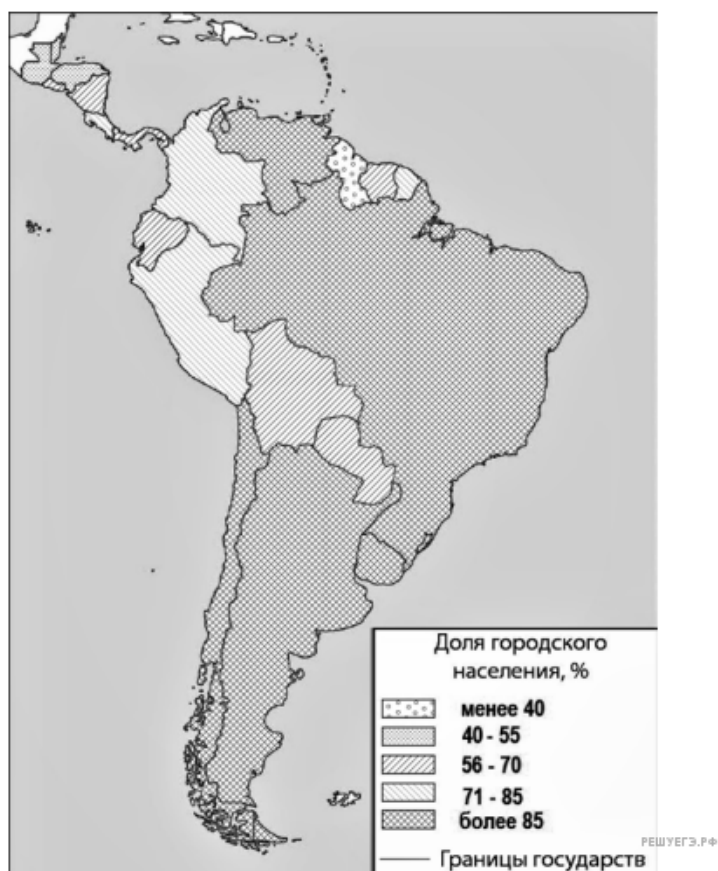 Доля городского
населения, %
менее 40
40 - 55
56 - 70
71 - 85
более 85
Границы государств
РЕШУЕГЭ.РФ